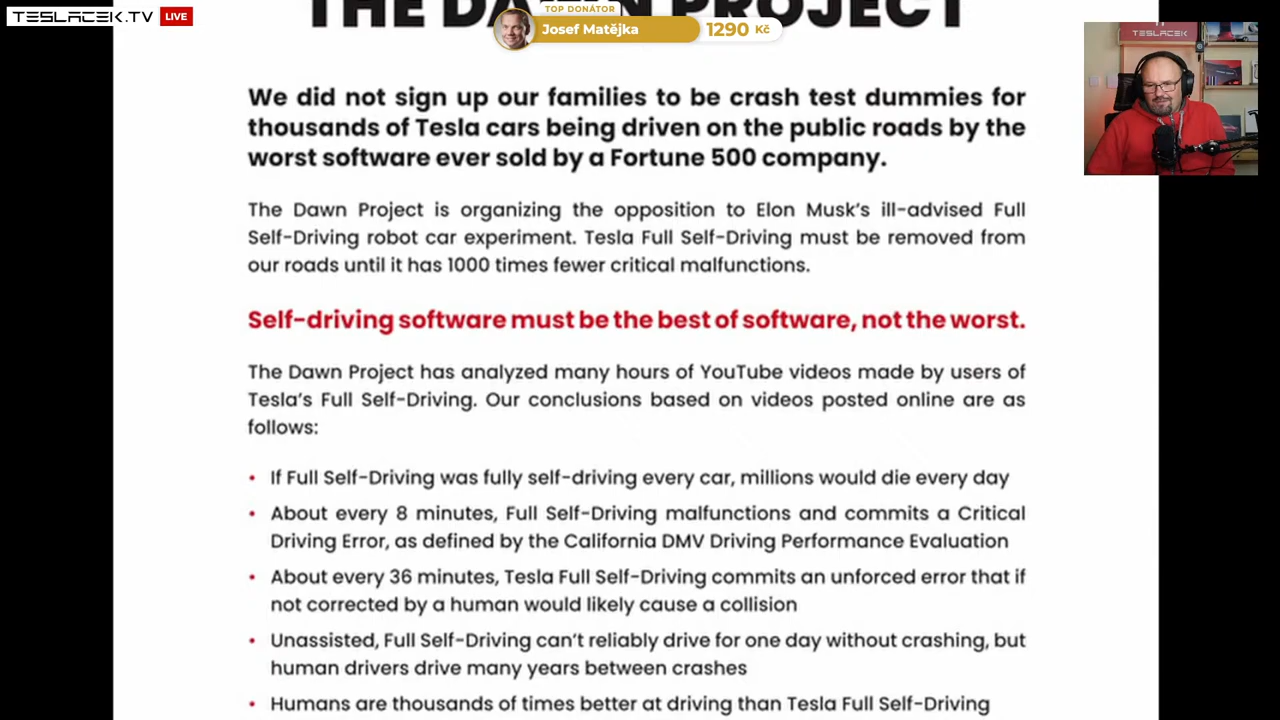 TESLACEK.TV LIVE
THE DAWN PROJECT
TOP DONÁTOR
Josef Matějka 1290 Kč
TESLACEK
We did not sign up our families to be crash test dummies for
thousands of Tesla cars being driven on the public roads by the
worst software ever sold by a Fortune 500 company.
The Dawn Project is organizing the opposition to Elon Musk's ill-advised Full
Self-Driving robot car experiment. Tesla Full Self-Driving must be removed from
our roads until it has 1000 times fewer critical malfunctions.
Self-driving software must be the best of software, not the worst.
The Dawn Project has analyzed many hours of YouTube videos made by users of
Tesla's Full Self-Driving. Our conclusions based on videos posted online are as
follows:
• If Full Self-Driving was fully self-driving every car, millions would die every day
• About every 8 minutes, Full Self-Driving malfunctions and commits a Critical
Driving Error, as defined by the California DMV Driving Performance Evaluation
• About every 36 minutes, Tesla Full Self-Driving commits an unforced error that if
not corrected by a human would likely cause a collision
• Unassisted, Full Self-Driving can't reliably drive for one day without crashing, but
human drivers drive many years between crashes
• Humans are thousands of times better at driving than Tesla Full Self-Driving